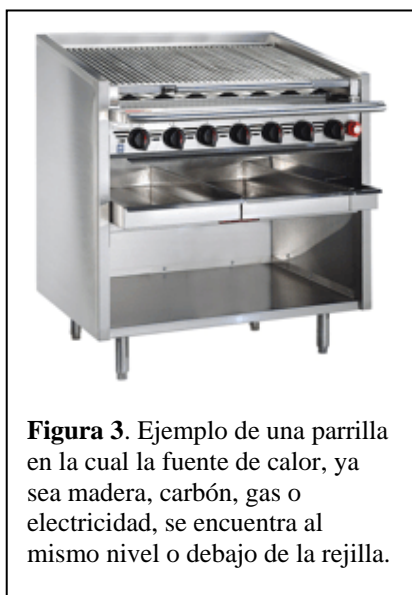 Figura 3. Ejemplo de una parrilla
en la cual la fuente de calor, ya
sea madera, carbón, gas o
electricidad, se encuentra al
mismo nivel o debajo de la rejilla.